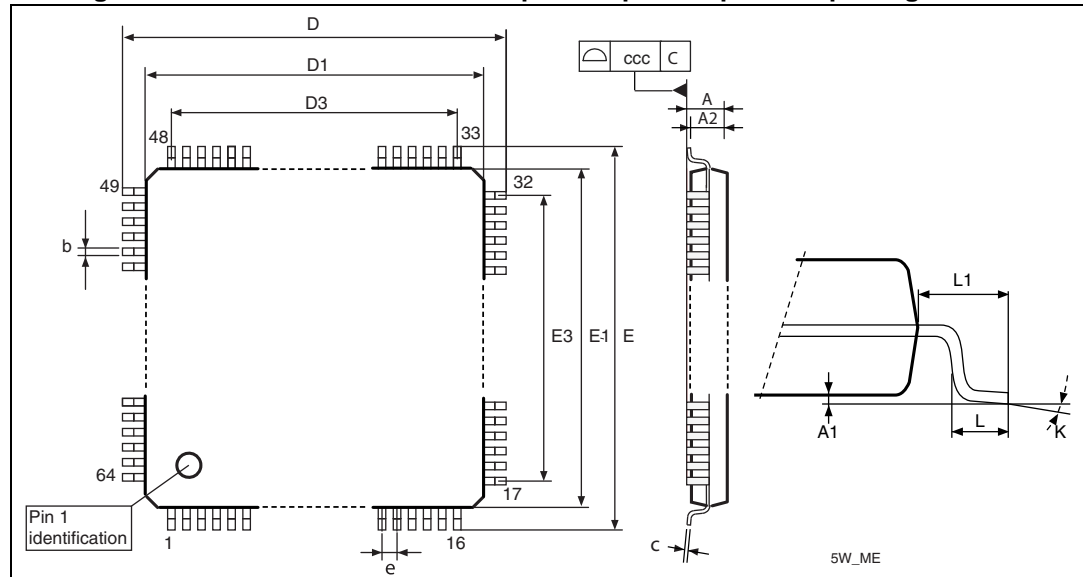 D
D1
D3
ccc C
A
A2
48
33
49
32
b
L1
E3
E1
E
A1
L
K
64
17
Pin 1
identification
1
16
e
c
5W_ME